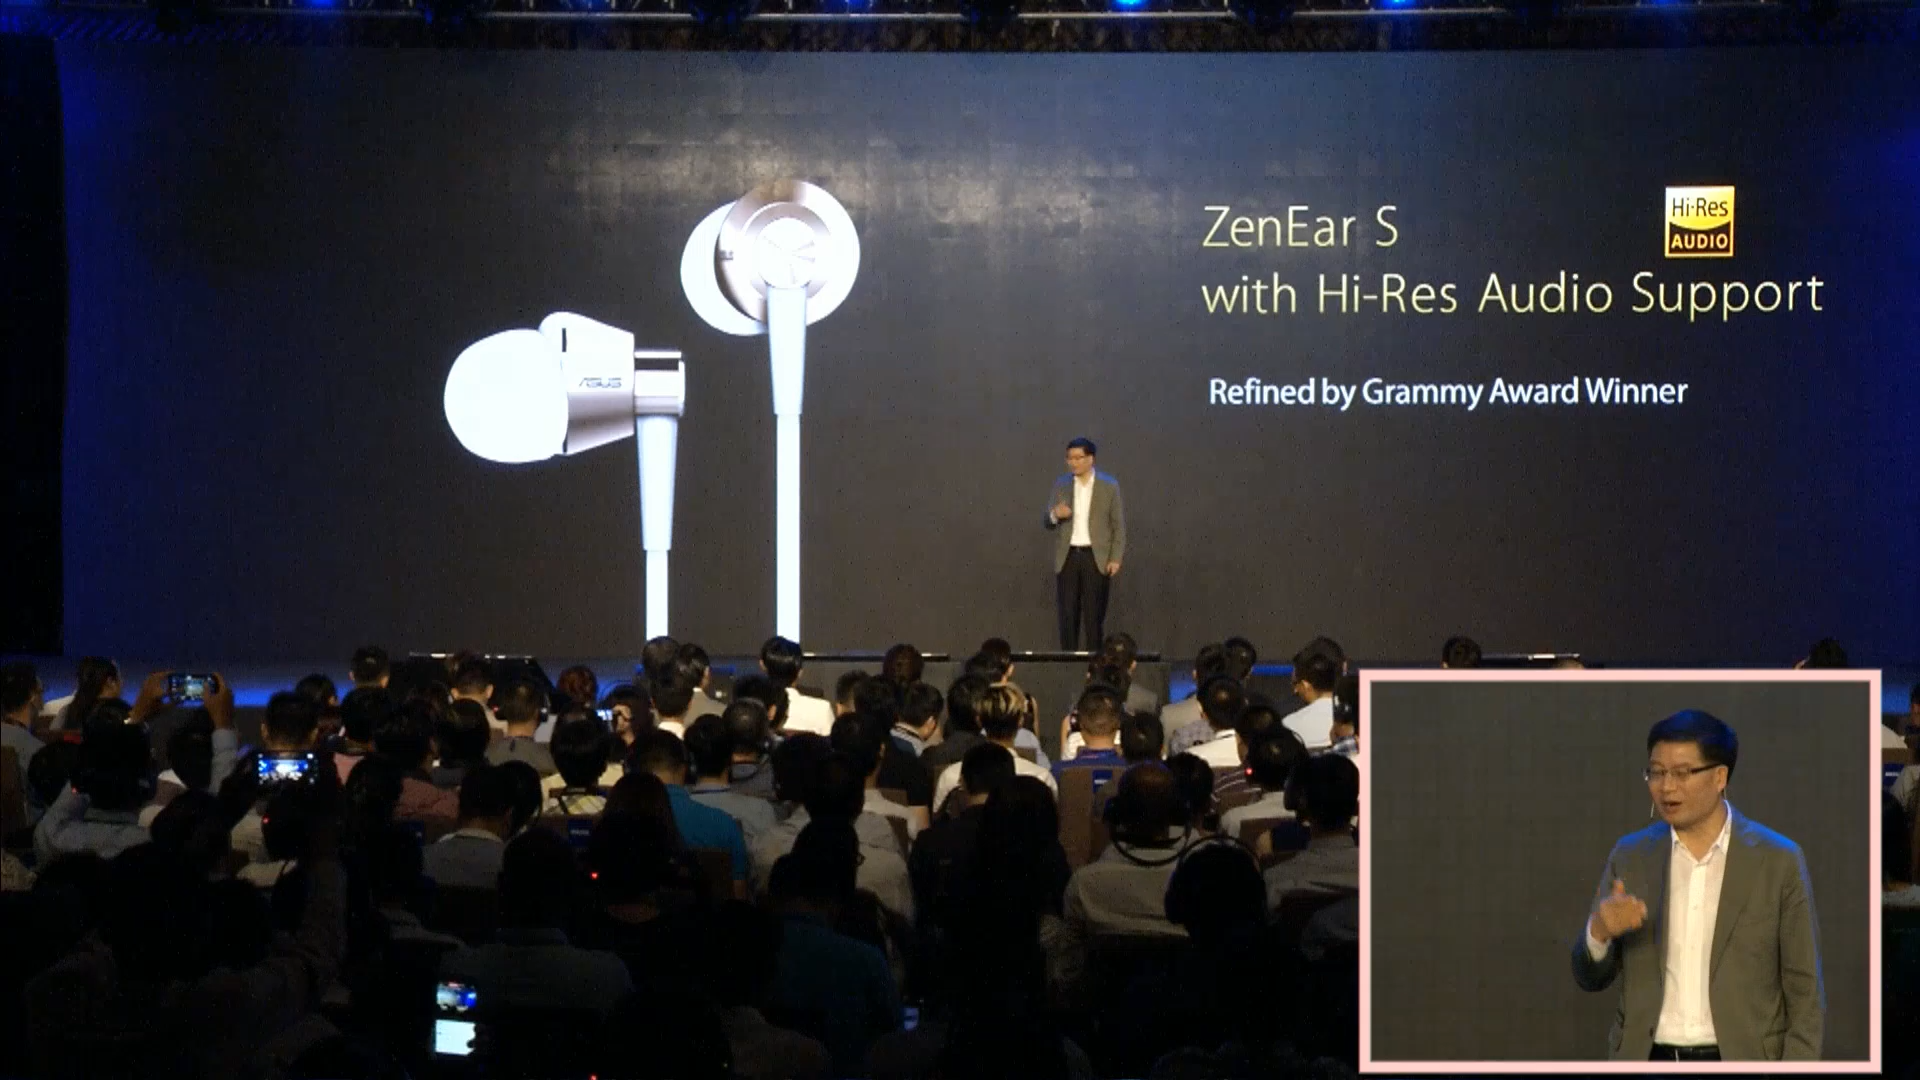 ZenEar S
Hi-Res
AUDIO
with Hi-Res Audio Support
Refined by Grammy Award Winner
ASUS